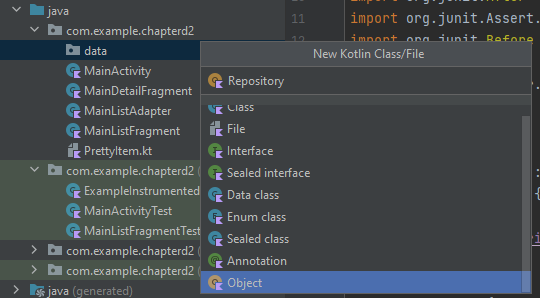 java
com.example.chapterd2
data
MainActivity
MainDetailFragment
MainListAdapter
MainListFragment
PrettyItem.kt
com.example.chapterd2
ExampleInstrumented
MainActivityTest
MainListFragmentTest
com.example.chapterd2
com.example.chapterd2
java (generated)
import org.junit.Assert.
12
import org.junit.Before
New Kotlin Class/File
Repository
Class
File
Interface
Sealed interface
Data class
Enum class
Sealed class
Annotation
Object